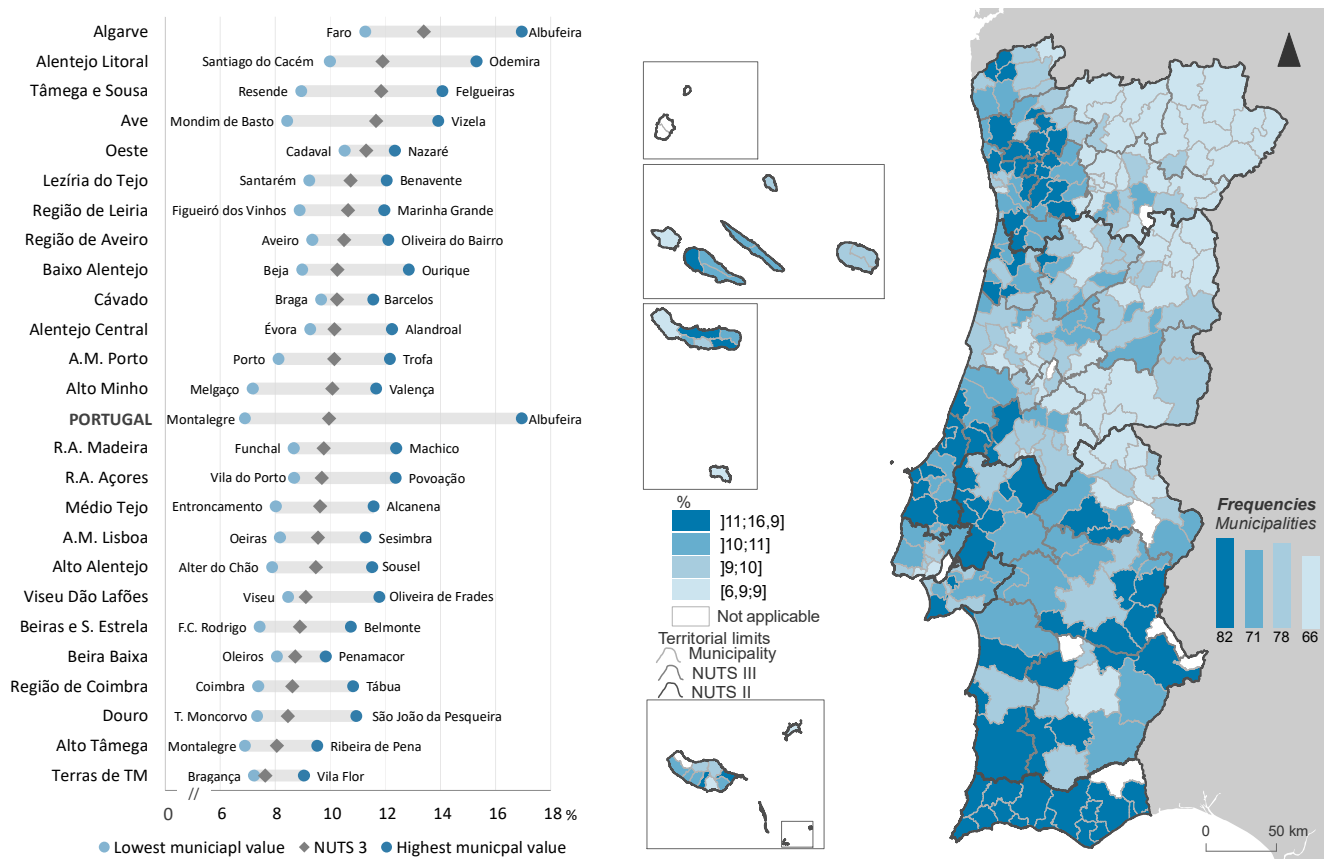 Algarve Faro Albufeira
Alentejo Litoral Santiago do Cacém Odemira
Tâmega e Sousa Resende Felgueiras
Ave Mondim de Basto Vizela
Oeste Cadaval Nazaré
Lezíria do Tejo Santarém Benavente
Região de Leiria Figueiró dos Vinhos Marinha Grande
Região de Aveiro Aveiro Oliveira do Bairro
Baixo Alentejo Beja Ourique
Cávado Braga Barcelos
Alentejo Central Évora Alandroal
A.M. Porto Porto Trofa
Alto Minho Melgaço Valença
PORTUGAL Montalegre Albufeira
R.A. Madeira Funchal Machico
R.A. Açores Vila do Porto Povoação
Médio Tejo Entroncamento Alcanena
A.M. Lisboa Oeiras Sesimbra
Alto Alentejo Alter do Chão Sousel
Viseu Dão Lafões Viseu Oliveira de Frades
Beiras e S. Estrela F.C. Rodrigo Belmonte
Beira Baixa Oleiros Penamacor
Região de Coimbra Coimbra Tábua
Douro T. Moncorvo São João da Pesqueira
Alto Tâmega Montalegre Ribeira de Pena
Terras de TM Bragança Vila Flor
0 // 6 8 10 12 14 16 18 %
Lowest municiapl value NUTS 3 Highest municpal value
%
]11;16,9]
]10;11]
]9;10]
[6,9;9]
Not applicable
Territorial limits
Municipality
NUTS III
NUTS II
Frequencies
Municipalities
82 71 78 66
0 50 km